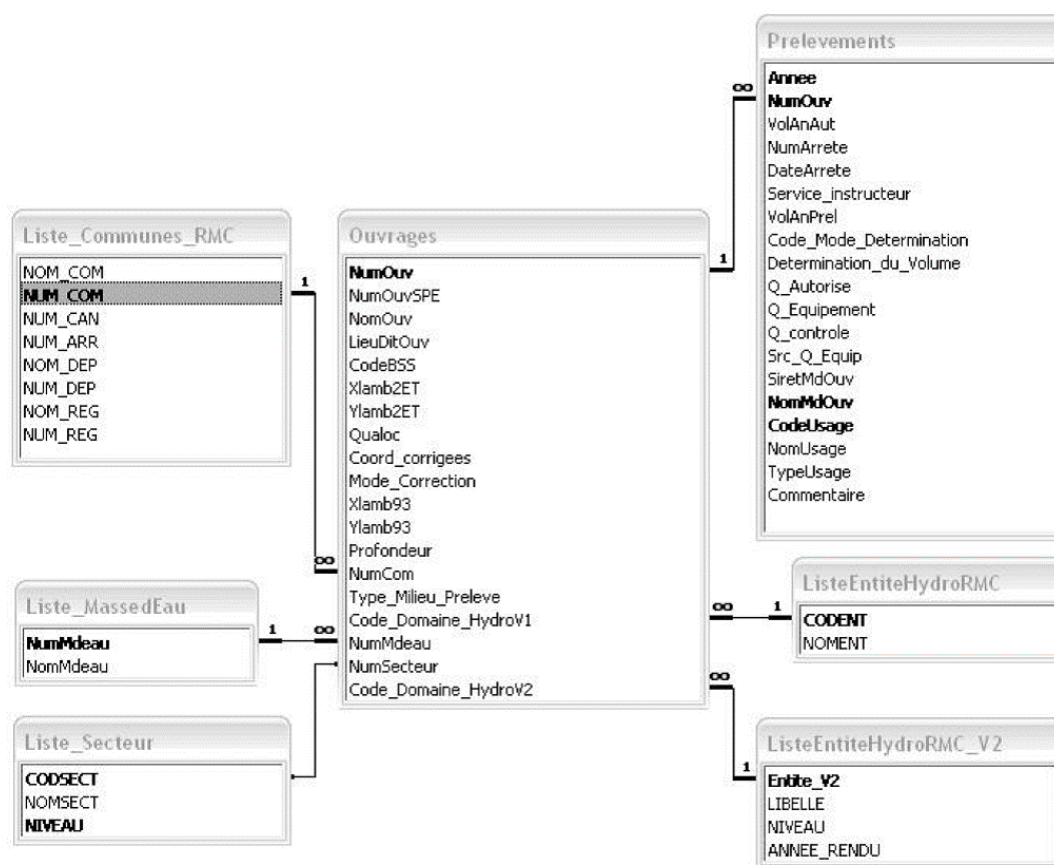 Prelevements
Annee
NumOuv
VolAnAut
NumArrete
DateArrete
Service_instructeur
VolAnPrel
Code_Mode_Determination
Determination_du_Volume
Q_Autorise
Q_Equipement
Q_controle
Src_Q_Equip
SiretMdOuv
NomMdOuv
CodeUsage
NomUsage
TypeUsage
Commentaire
Liste_Communes_RMC
NOM_COM
NUM_COM
NUM_CAN
NUM_ARR
NOM_DEP
NUM_DEP
NOM_REG
NUM_REG
Ouvrages
NumOuv
NumOuvSPE
NomOuv
LieuDitOuv
CodeBSS
Xlamb2ET
Ylamb2ET
Qualoc
Coord_corrigees
Mode_Correction
Xlamb93
Ylamb93
Profondeur
NumCom
Type_Milieu_Preleve
Code_Domaine_HydroV1
NumMdeau
NumSecteur
Code_Domaine_HydroV2
1
∞
1
∞
Liste_MassedEau
NumMdeau
NomMdeau
1
∞
Liste_Secteur
CODSECT
NOMSECT
NIVEAU
ListeEntiteHydroRMC
CODENT
NOMENT
∞
1
ListeEntiteHydroRMC_V2
Entite_V2
LIBELLE
NIVEAU
ANNEE_RENDU
∞
1